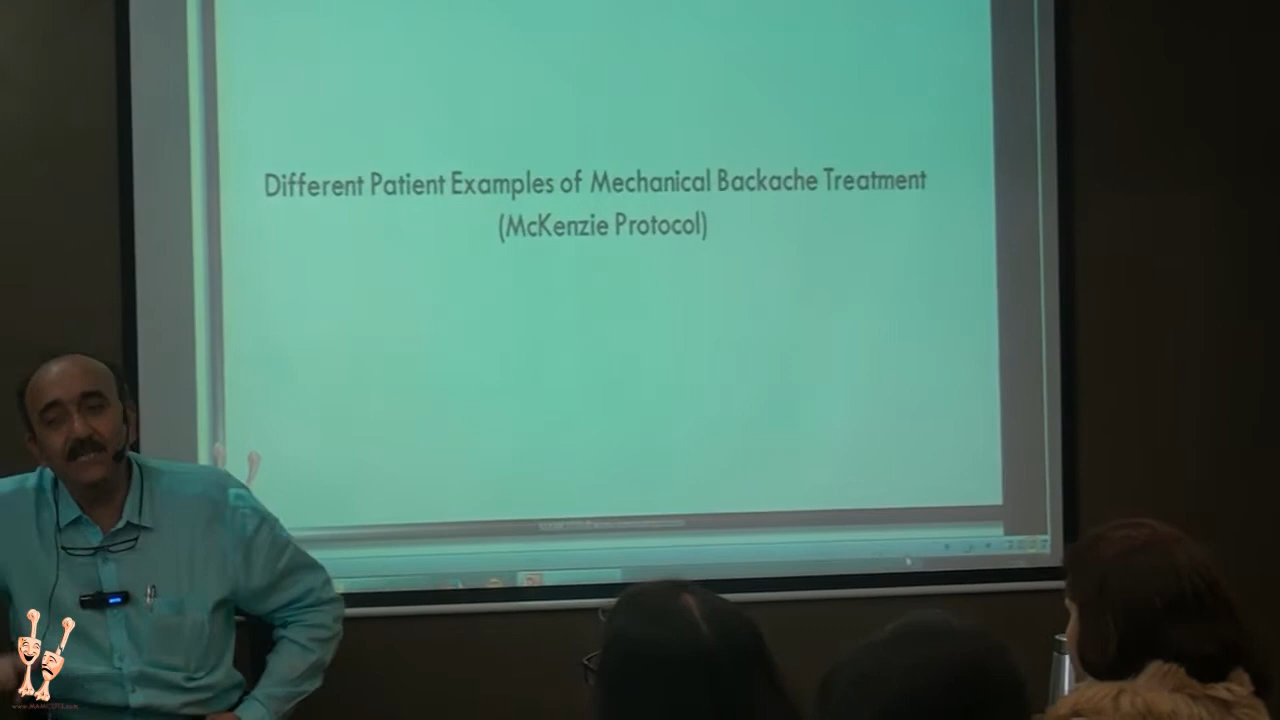 Different Patient Examples of Mechanical Backache Treatment
(McKenzie Protocol)